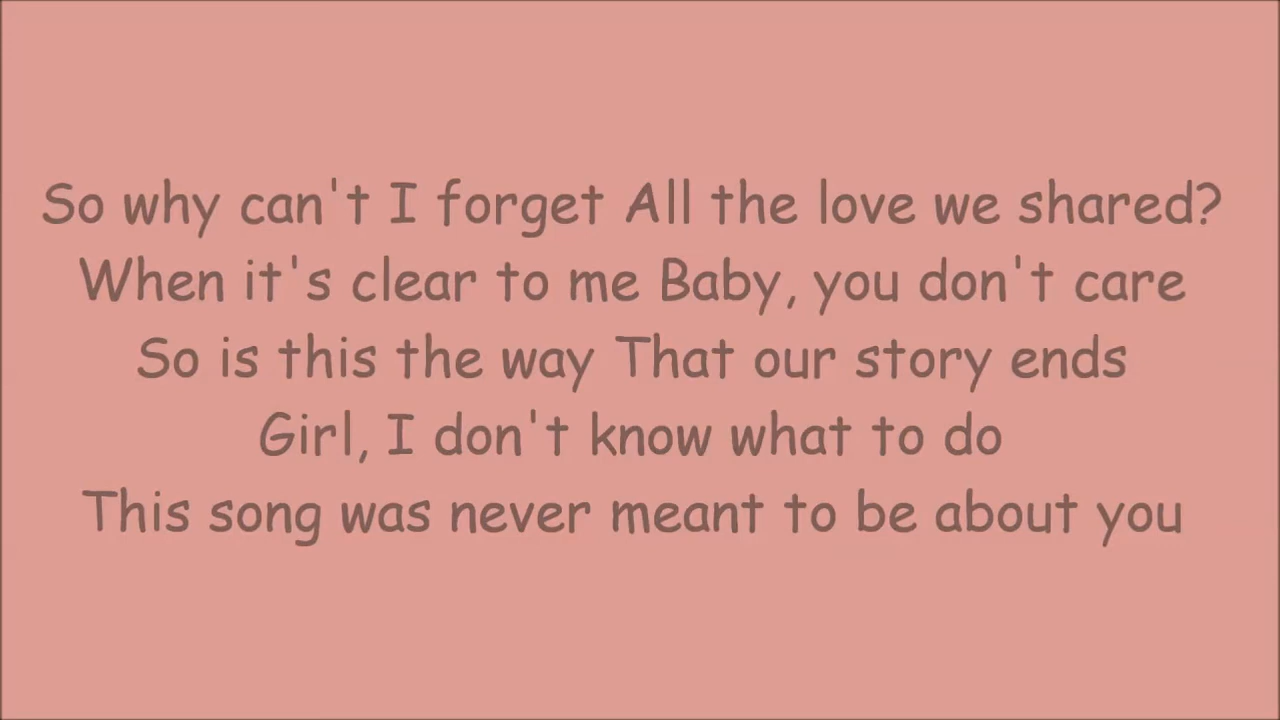 So why can't I forget All the love we shared?
When it's clear to me Baby, you don't care
So is this the way That our story ends
Girl, I don't know what to do
This song was never meant to be about you